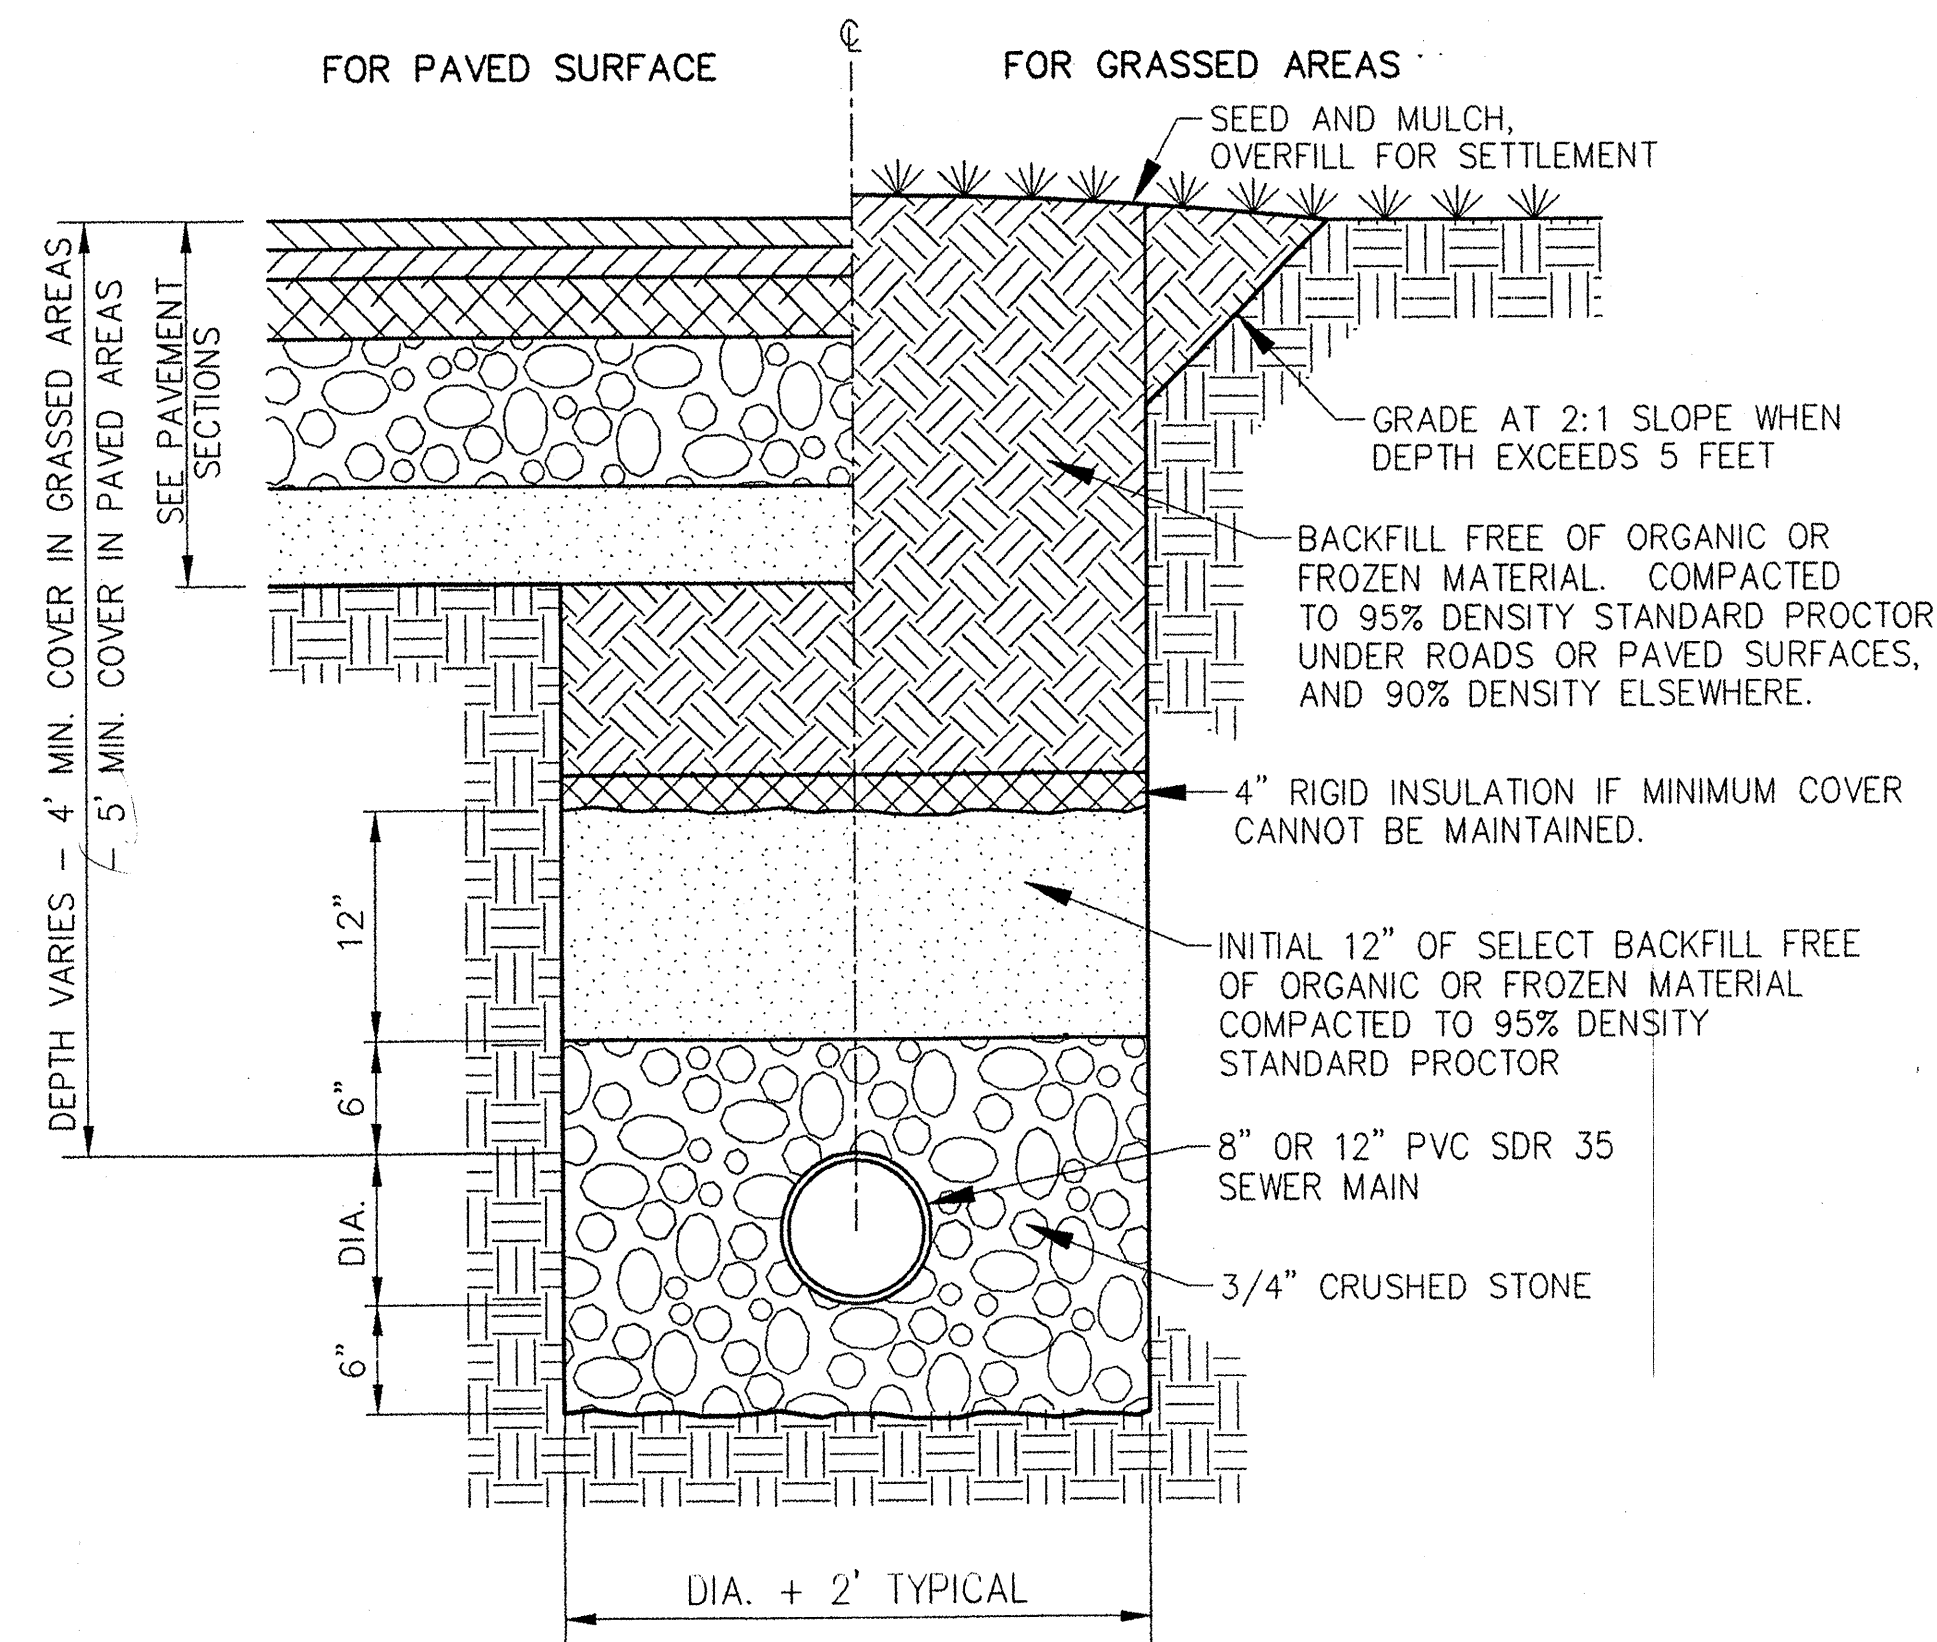 ℄
FOR PAVED SURFACE
FOR GRASSED AREAS
SEED AND MULCH,
OVERFILL FOR SETTLEMENT
DEPTH VARIES - 4' MIN. COVER IN GRASSED AREAS
- 5' MIN. COVER IN PAVED AREAS
SEE PAVEMENT
SECTIONS
GRADE AT 2:1 SLOPE WHEN
DEPTH EXCEEDS 5 FEET
BACKFILL FREE OF ORGANIC OR
FROZEN MATERIAL. COMPACTED
TO 95% DENSITY STANDARD PROCTOR
UNDER ROADS OR PAVED SURFACES,
AND 90% DENSITY ELSEWHERE.
4" RIGID INSULATION IF MINIMUM COVER
CANNOT BE MAINTAINED.
12"
INITIAL 12" OF SELECT BACKFILL FREE
OF ORGANIC OR FROZEN MATERIAL
COMPACTED TO 95% DENSITY
STANDARD PROCTOR
6"
8" OR 12" PVC SDR 35
SEWER MAIN
DIA.
3/4" CRUSHED STONE
6"
DIA. + 2' TYPICAL